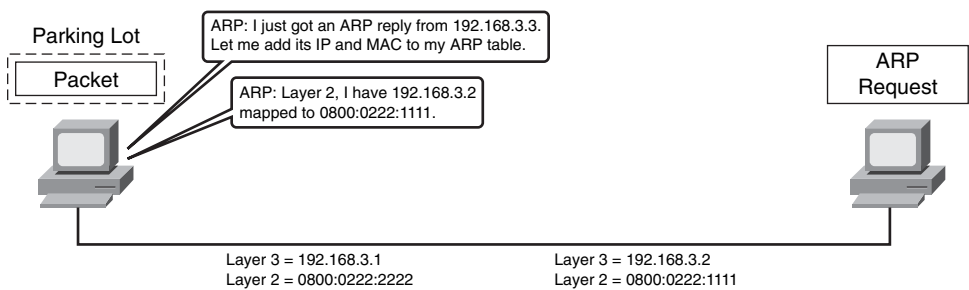 Parking Lot
Packet
ARP: I just got an ARP reply from 192.168.3.3.
Let me add its IP and MAC to my ARP table.
ARP: Layer 2, I have 192.168.3.2
mapped to 0800:0222:1111.
ARP
Request
Layer 3 = 192.168.3.1
Layer 2 = 0800:0222:2222
Layer 3 = 192.168.3.2
Layer 2 = 0800:0222:1111